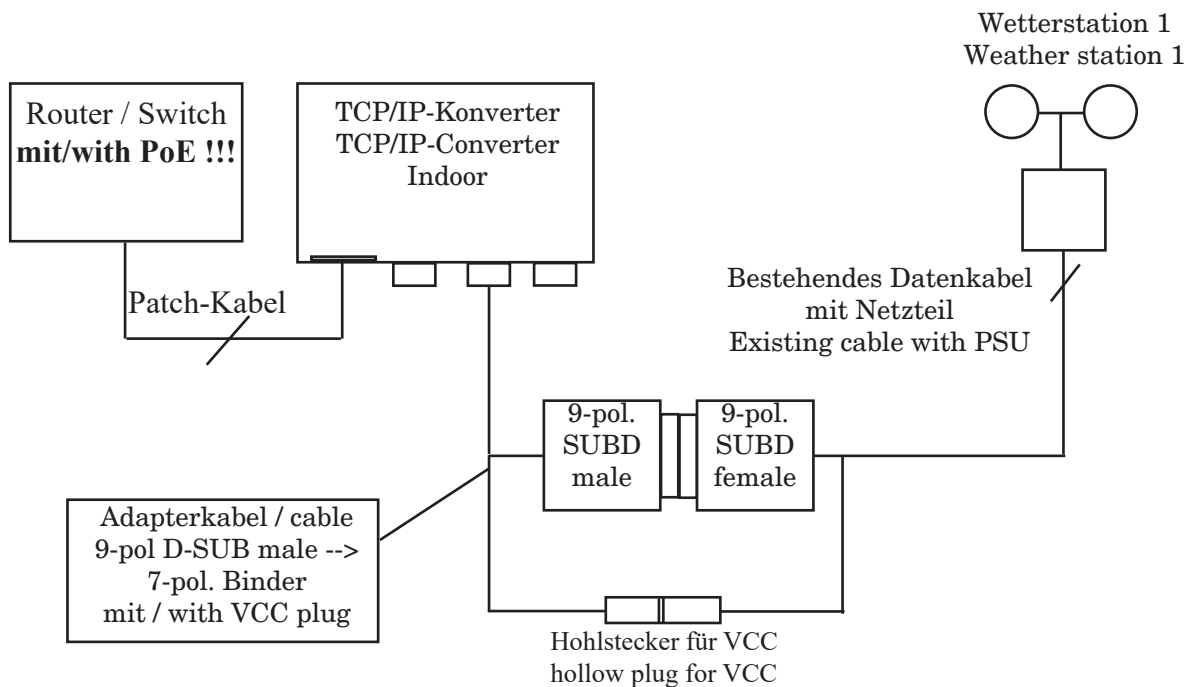 Wetterstation 1
Weather station 1
Router / Switch
mit/with PoE !!!
TCP/IP-Konverter
TCP/IP-Converter
Indoor
Patch-Kabel
Bestehendes Datenkabel
mit Netzteil
Existing cable with PSU
9-pol.
SUBD
male
9-pol.
SUBD
female
Adapterkabel / cable
9-pol D-SUB male -->
7-pol. Binder
mit / with VCC plug
Hohlstecker für VCC
hollow plug for VCC